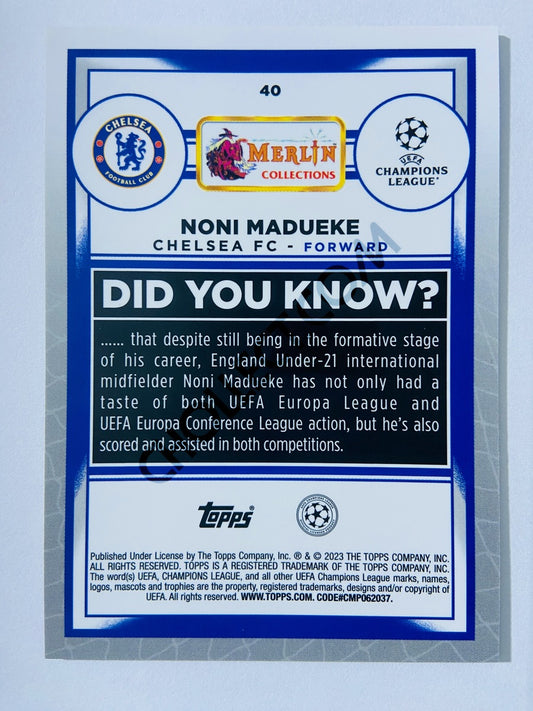 40
CHELSEA
FOOTBALL CLUB
MERLIN
COLLECTIONS
UEFA
CHAMPIONS
LEAGUE
NONI MADUEKE
CHELSEA FC - FORWARD
DID YOU KNOW?
...... that despite still being in the formative stage
of his career, England Under-21 international
midfielder Noni Madueke has not only had a
taste of both UEFA Europa League and
UEFA Europa Conference League action, but he's also
scored and assisted in both competitions.
topps®
Published Under License by The Topps Company, Inc. ® & © 2023 THE TOPPS COMPANY, INC.
ALL RIGHTS RESERVED. TOPPS IS A REGISTERED TRADEMARK OF THE TOPPS COMPANY, INC.
The word(s) UEFA, CHAMPIONS LEAGUE, and all other UEFA Champions League marks, names,
logos, mascots and trophies are the property, registered trademarks, designs and/or copyright of
UEFA. All rights reserved. WWW.TOPPS.COM. CODE#CMP062037.